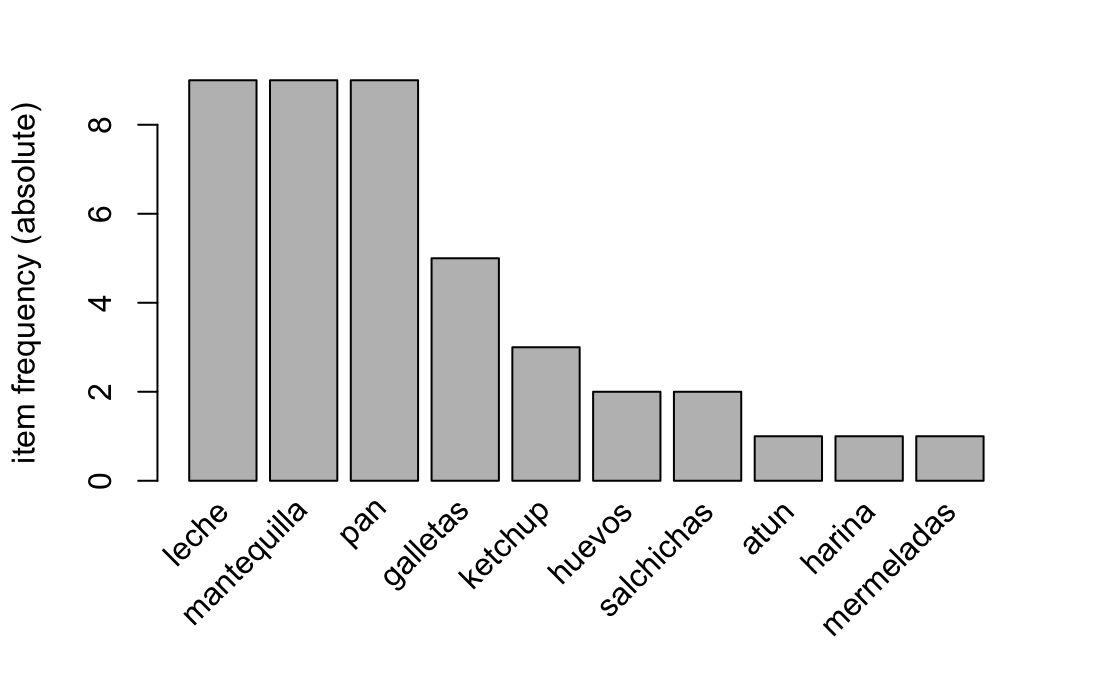 item frequency (absolute)
8
6
4
2
0
leche
mantequilla
pan
galletas
ketchup
huevos
salchichas
atun
harina
mermeladas